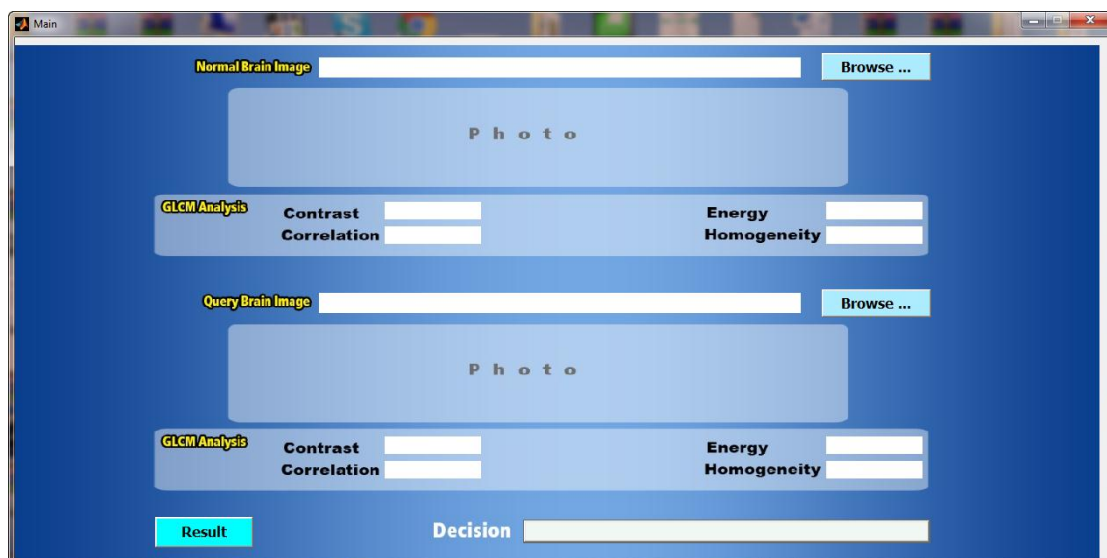 Main
Normal Brain Image Browse ...
Photo
GLCM Analysis
Contrast Energy
Correlation Homogeneity
Query Brain Image Browse ...
Photo
GLCM Analysis
Contrast Energy
Correlation Homogeneity
Result Decision